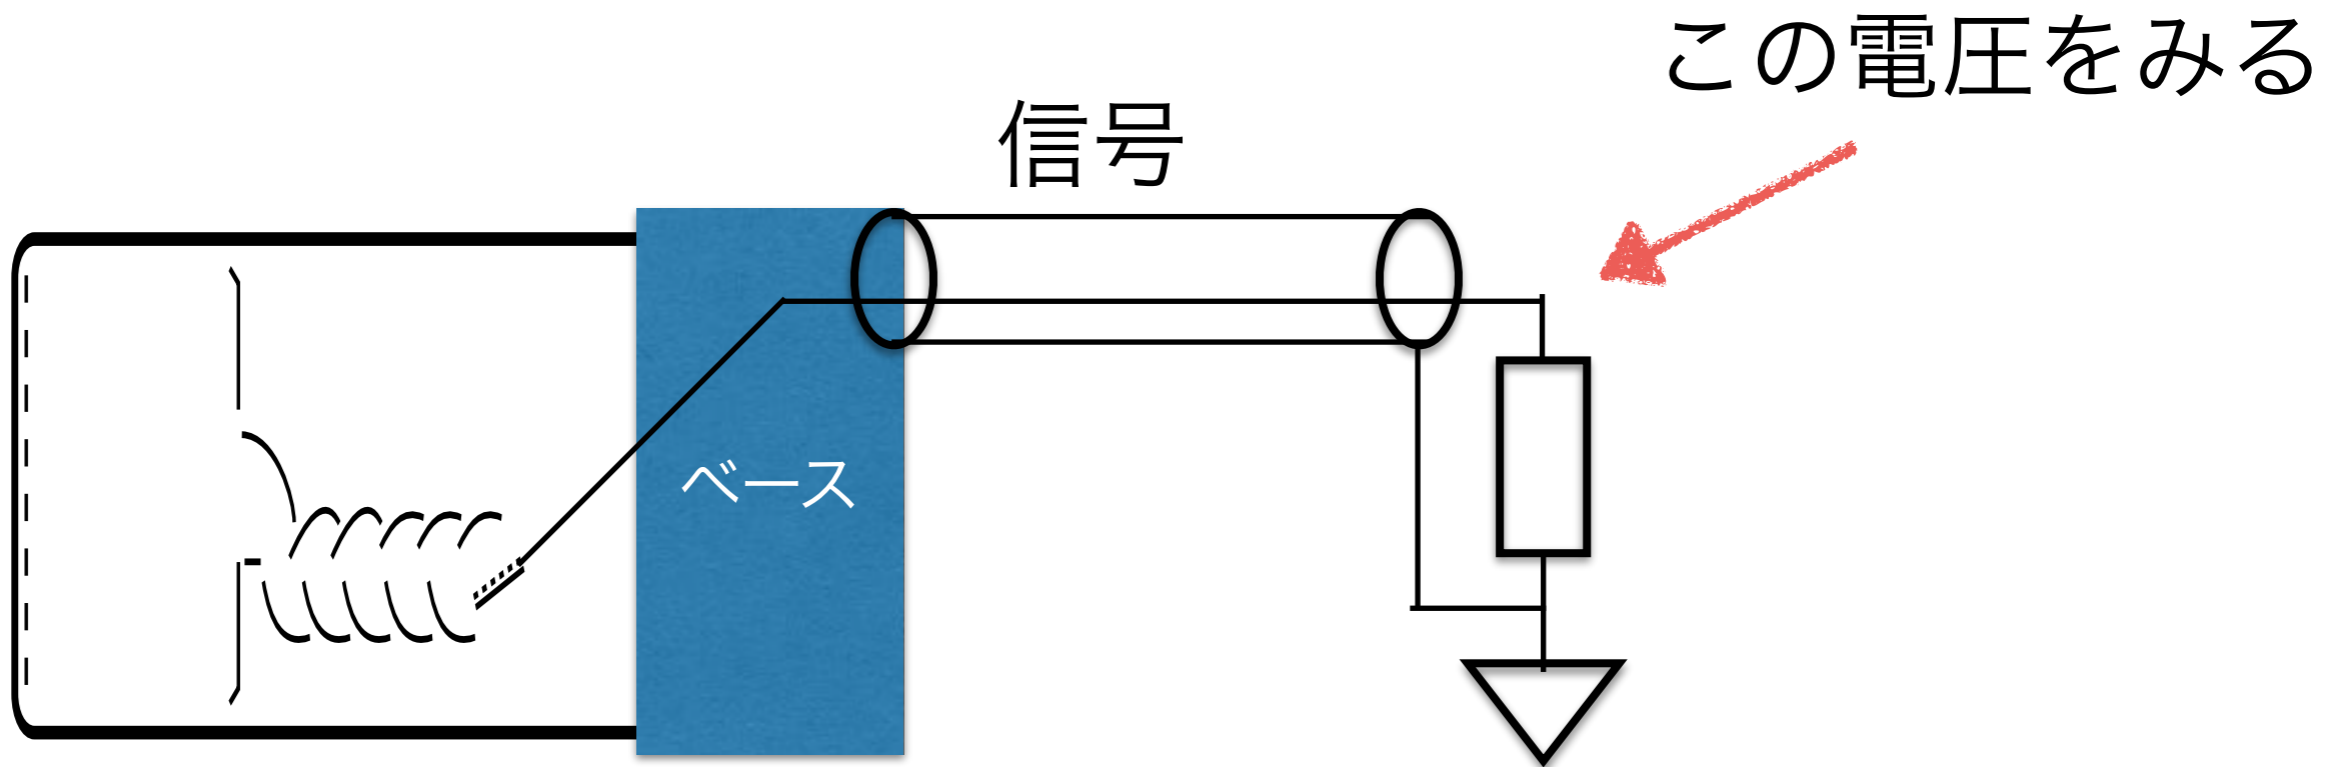 この電圧をみる
信号
ベース